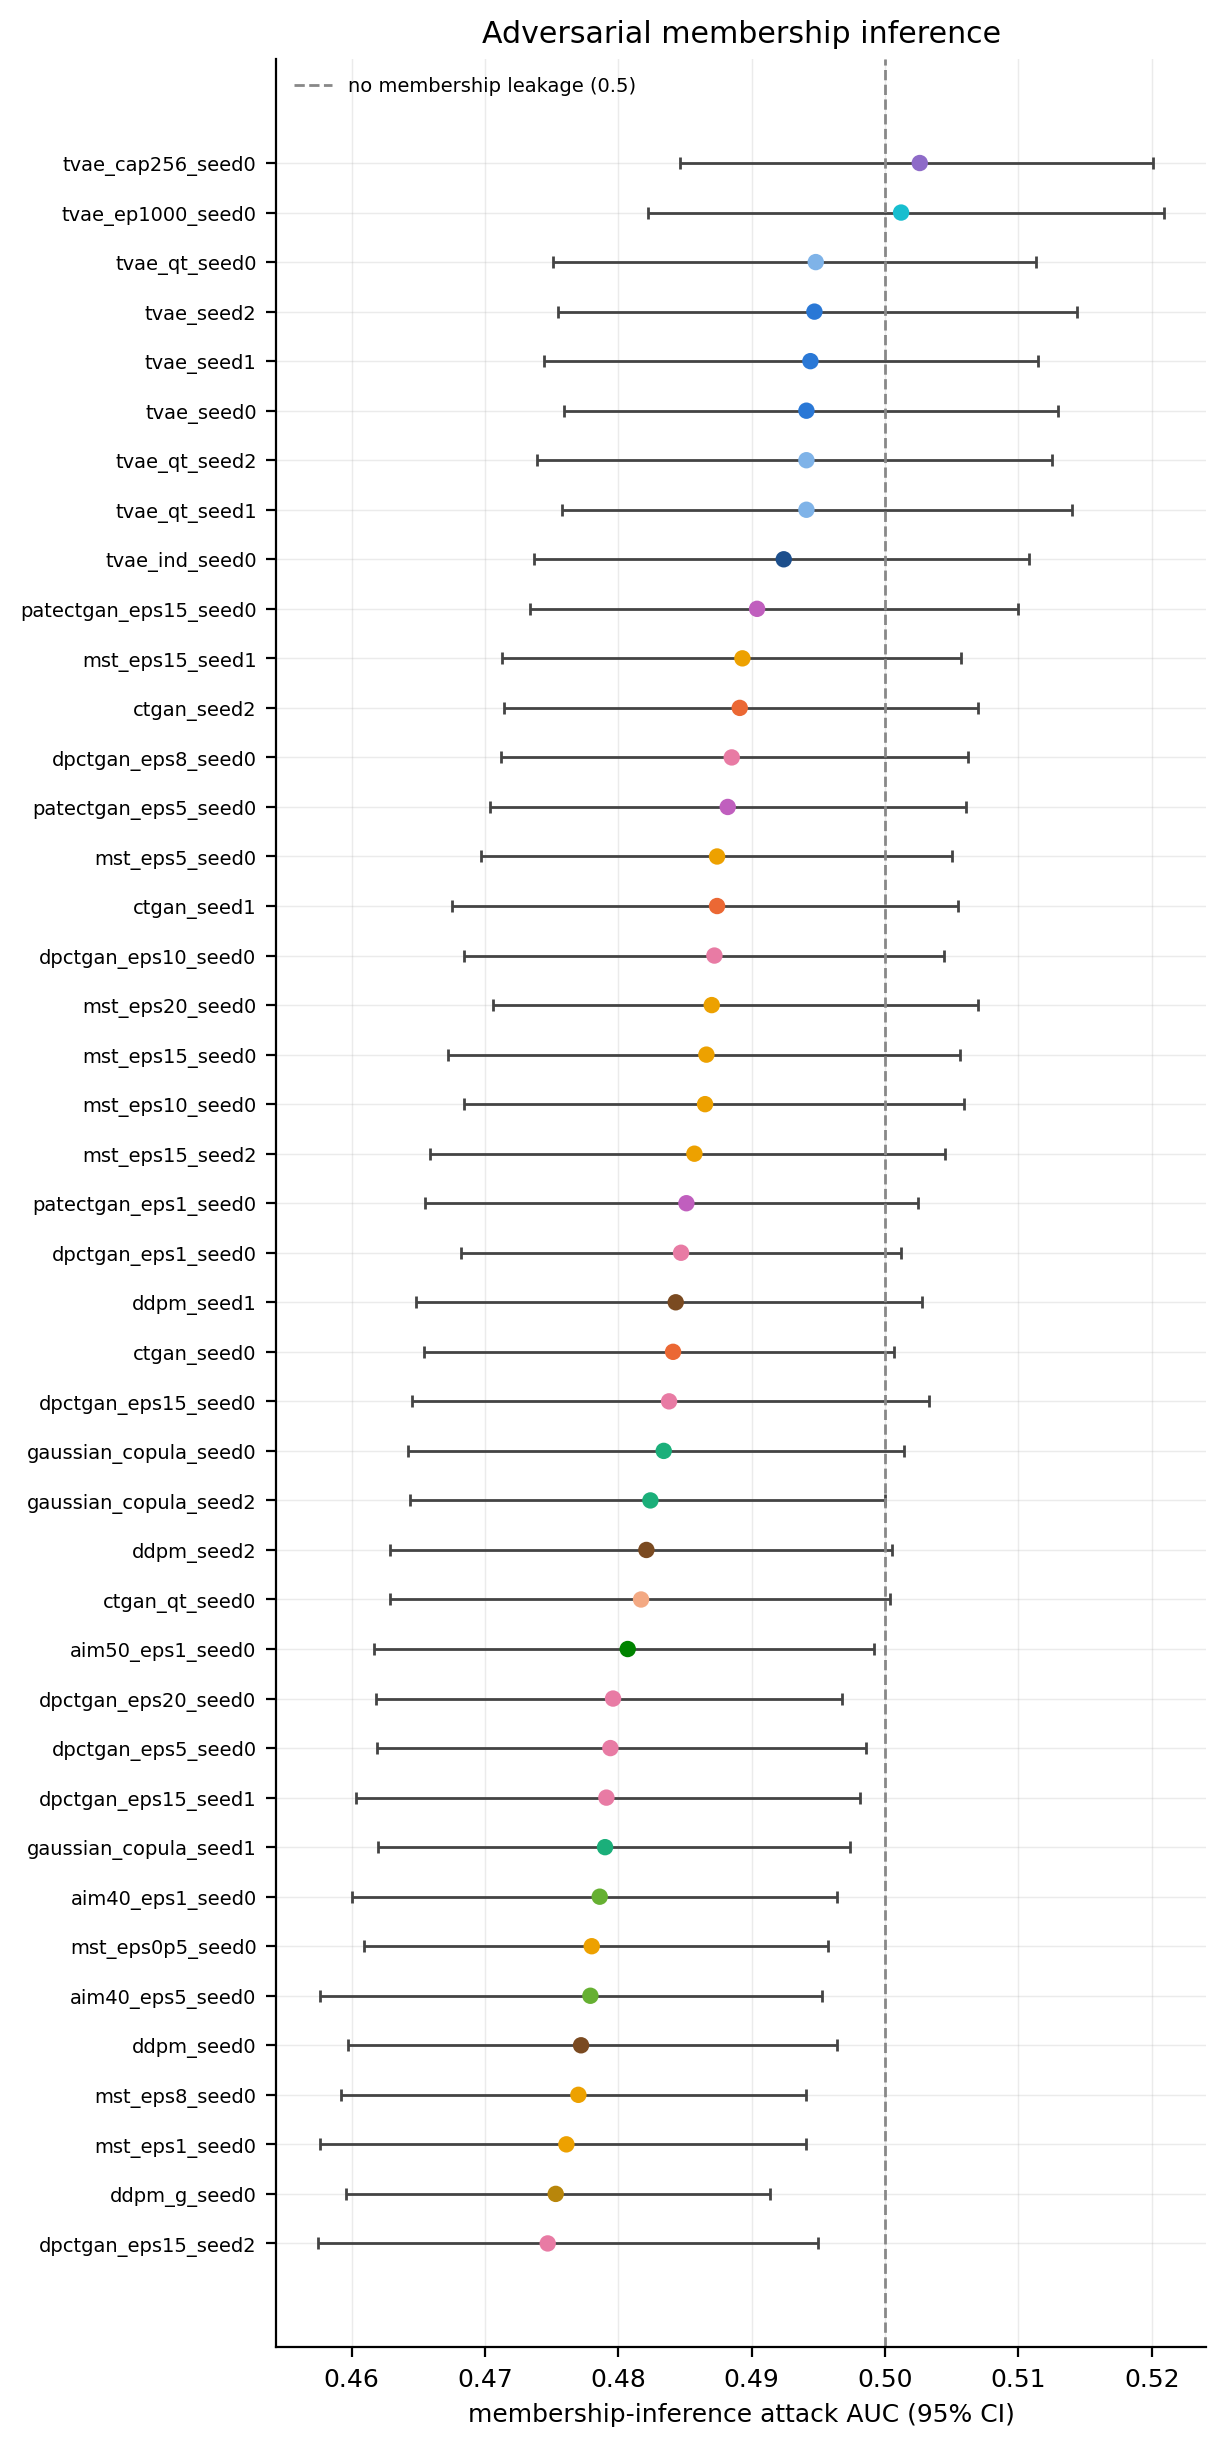 Adversarial membership inference
no membership leakage (0.5)
tvae_cap256_seed0
tvae_ep1000_seed0
tvae_qt_seed0
tvae_seed2
tvae_seed1
tvae_seed0
tvae_qt_seed2
tvae_qt_seed1
tvae_ind_seed0
patectgan_eps15_seed0
mst_eps15_seed1
ctgan_seed2
dpctgan_eps8_seed0
patectgan_eps5_seed0
mst_eps5_seed0
ctgan_seed1
dpctgan_eps10_seed0
mst_eps20_seed0
mst_eps15_seed0
mst_eps10_seed0
mst_eps15_seed2
patectgan_eps1_seed0
dpctgan_eps1_seed0
ddpm_seed1
ctgan_seed0
dpctgan_eps15_seed0
gaussian_copula_seed0
gaussian_copula_seed2
ddpm_seed2
ctgan_qt_seed0
aim50_eps1_seed0
dpctgan_eps20_seed0
dpctgan_eps5_seed0
dpctgan_eps15_seed1
gaussian_copula_seed1
aim40_eps1_seed0
mst_eps0p5_seed0
aim40_eps5_seed0
ddpm_seed0
mst_eps8_seed0
mst_eps1_seed0
ddpm_g_seed0
dpctgan_eps15_seed2
0.46 0.47 0.48 0.49 0.50 0.51 0.52
membership-inference attack AUC (95% CI)